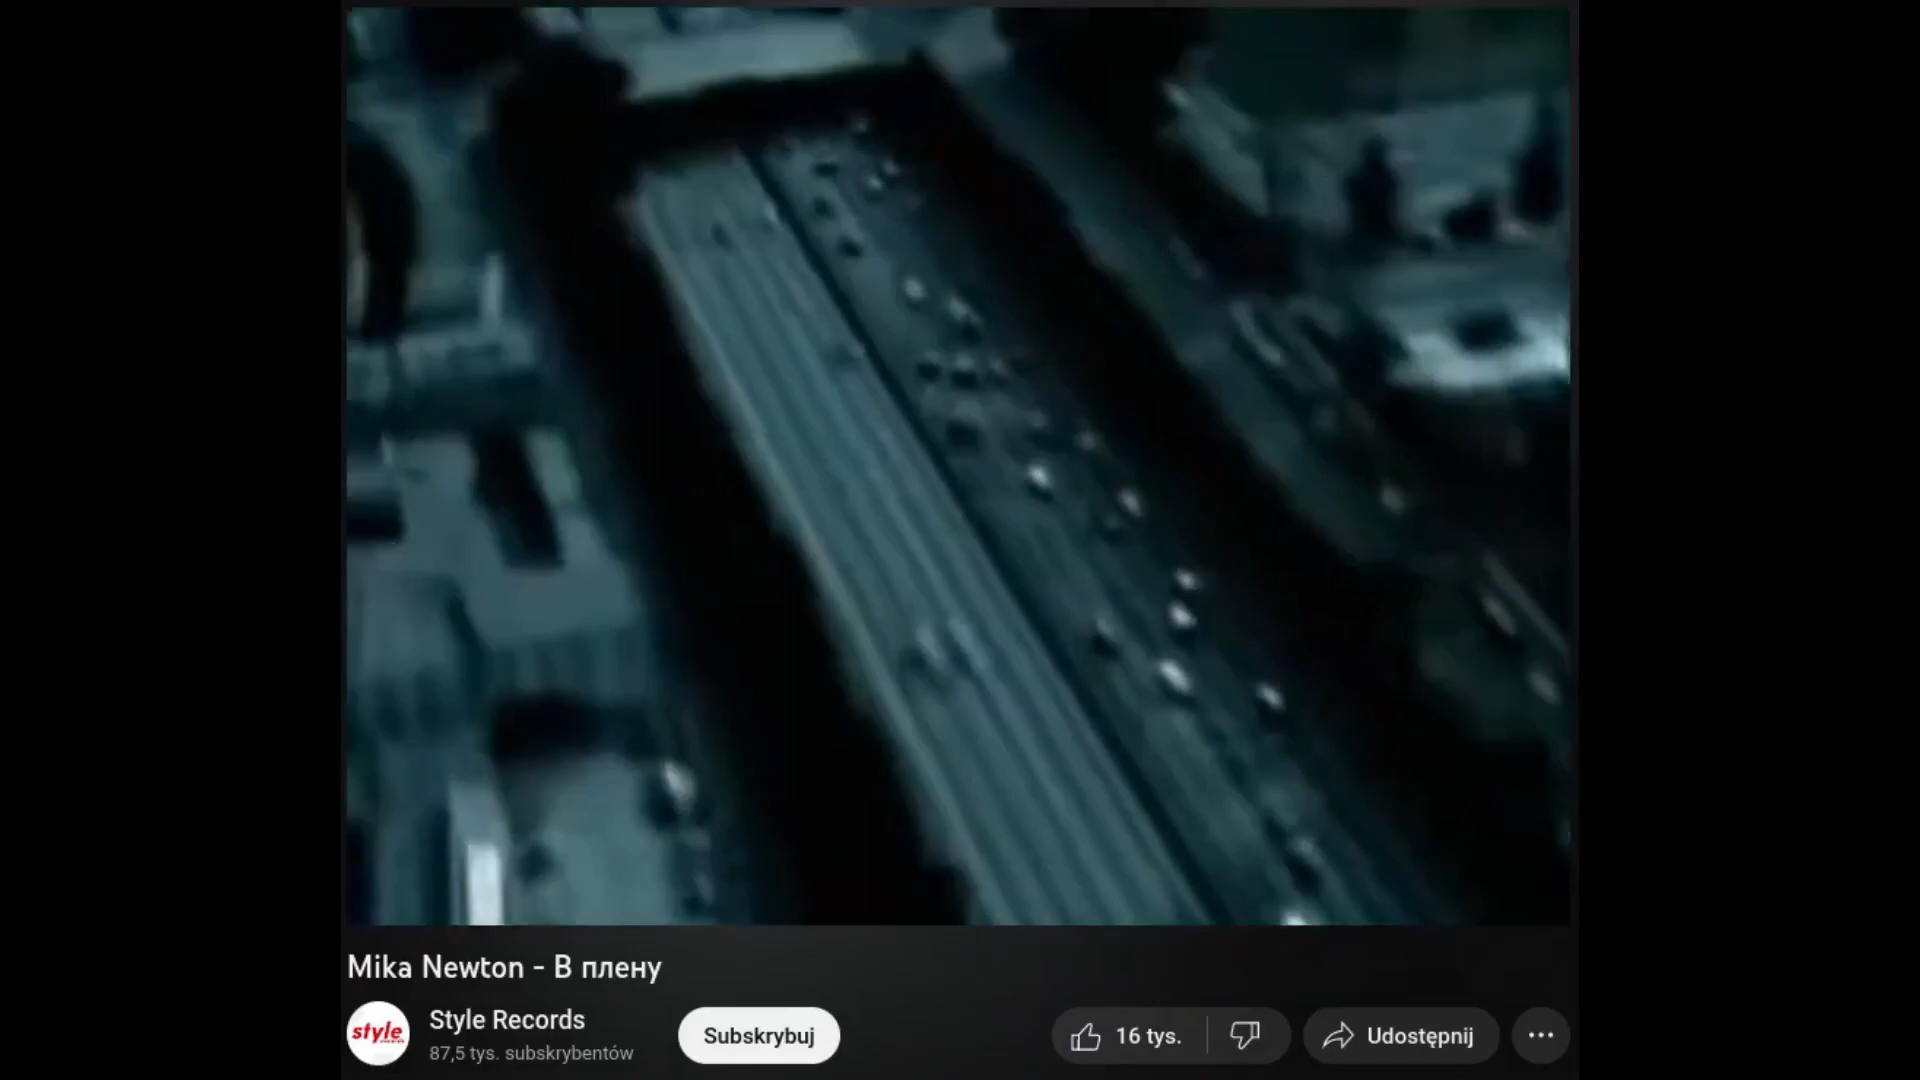 Mika Newton - В плену
style
Style Records
87,5 tys. subskrybentów
Subskrybuj
16 tys.
Udostępnij